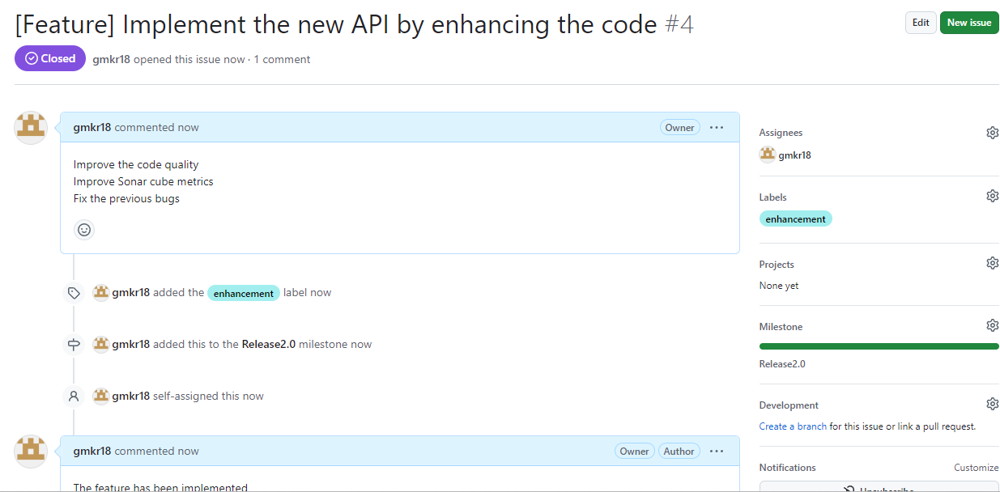 [Feature] Implement the new API by enhancing the code #4
Edit
New issue
Closed
gmkr18 opened this issue now · 1 comment
gmkr18 commented now
Owner
Improve the code quality
Improve Sonar cube metrics
Fix the previous bugs
gmkr18 added the enhancement label now
gmkr18 added this to the Release2.0 milestone now
gmkr18 self-assigned this now
gmkr18 commented now
Owner
Author
The feature has been implemented
Assignees
gmkr18
Labels
enhancement
Projects
None yet
Milestone
Release2.0
Development
Create a branch for this issue or link a pull request.
Notifications
Customize
Unsubscribe